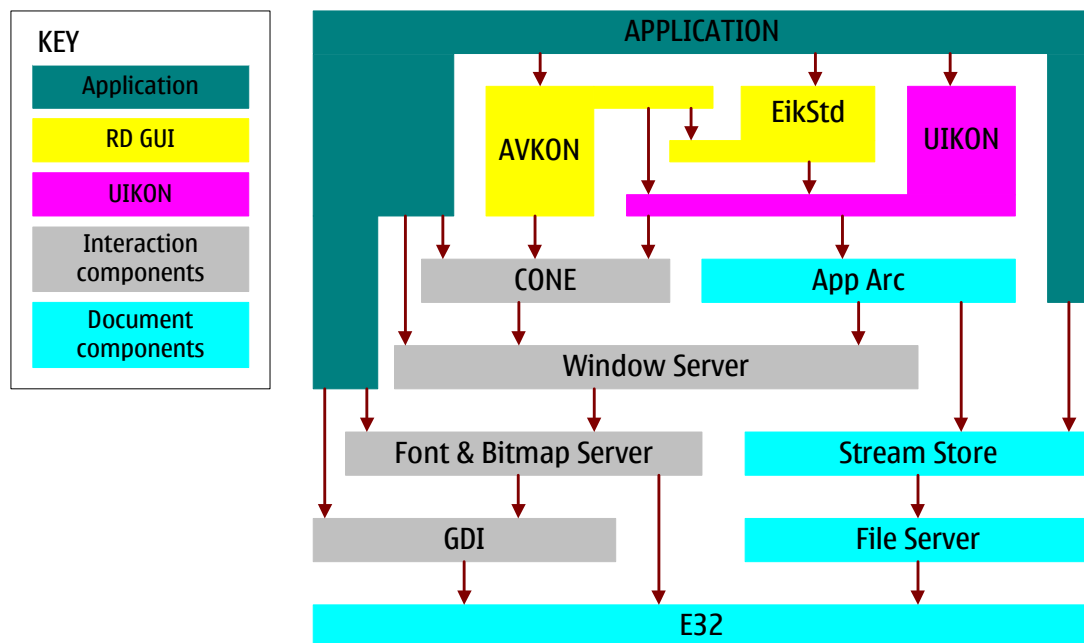 KEY
Application
RD GUI
UIKON
Interaction
components
Document
components
APPLICATION
AVKON
EikStd
UIKON
CONE
App Arc
Window Server
Font & Bitmap Server
Stream Store
GDI
File Server
E32